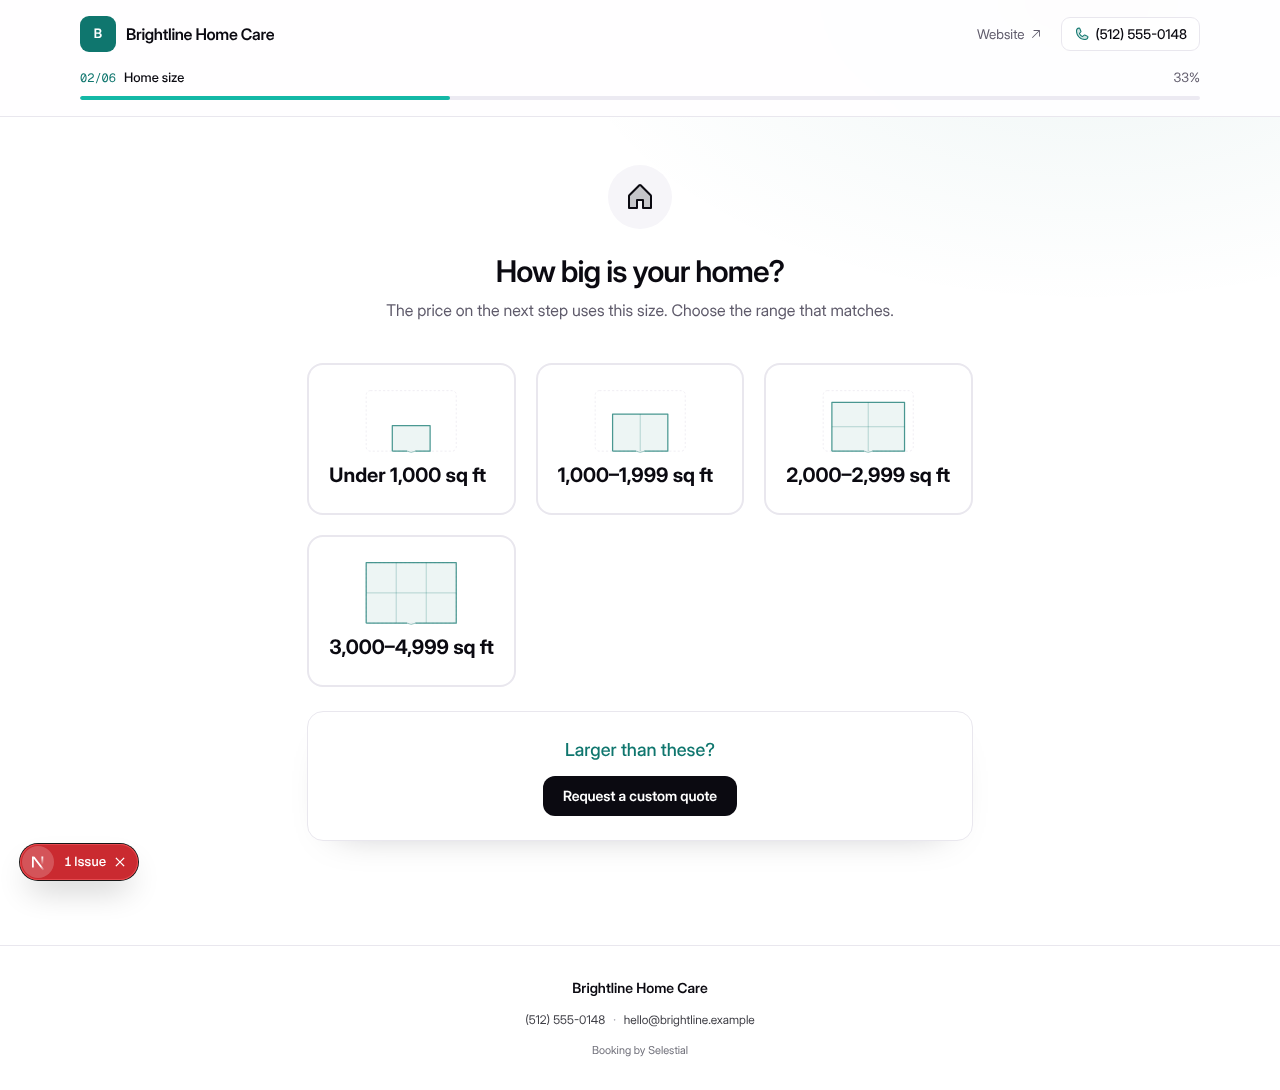 B Brightline Home Care
Website (512) 555-0148
02/06 Home size 33%
How big is your home?
The price on the next step uses this size. Choose the range that matches.
Under 1,000 sq ft
1,000–1,999 sq ft
2,000–2,999 sq ft
3,000–4,999 sq ft
Larger than these?
Request a custom quote
N 1 Issue
Brightline Home Care
(512) 555-0148 · hello@brightline.example
Booking by Selestial